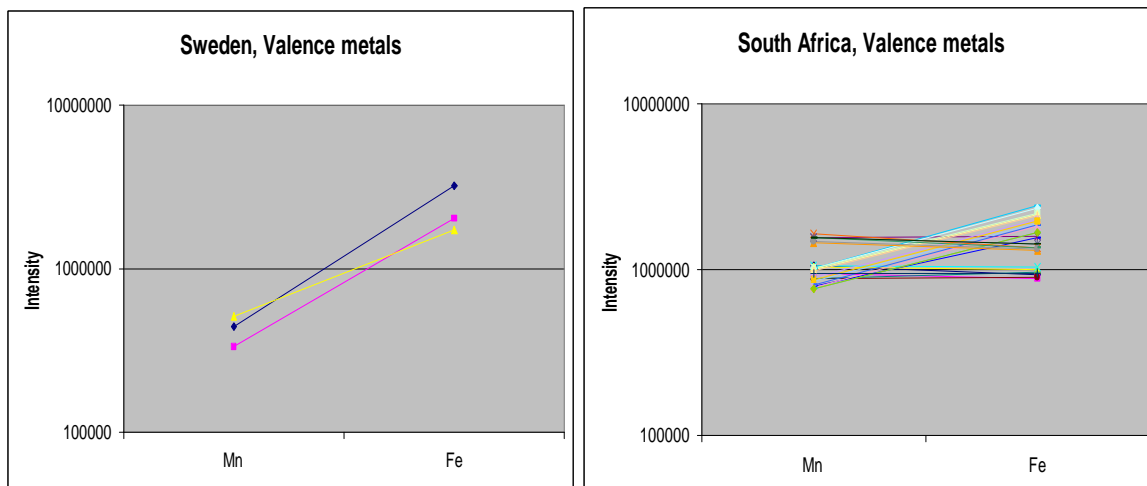 Sweden, Valence metals
10000000
1000000
100000
Intensity
Mn Fe
South Africa, Valence metals
10000000
1000000
100000
Intensity
Mn Fe